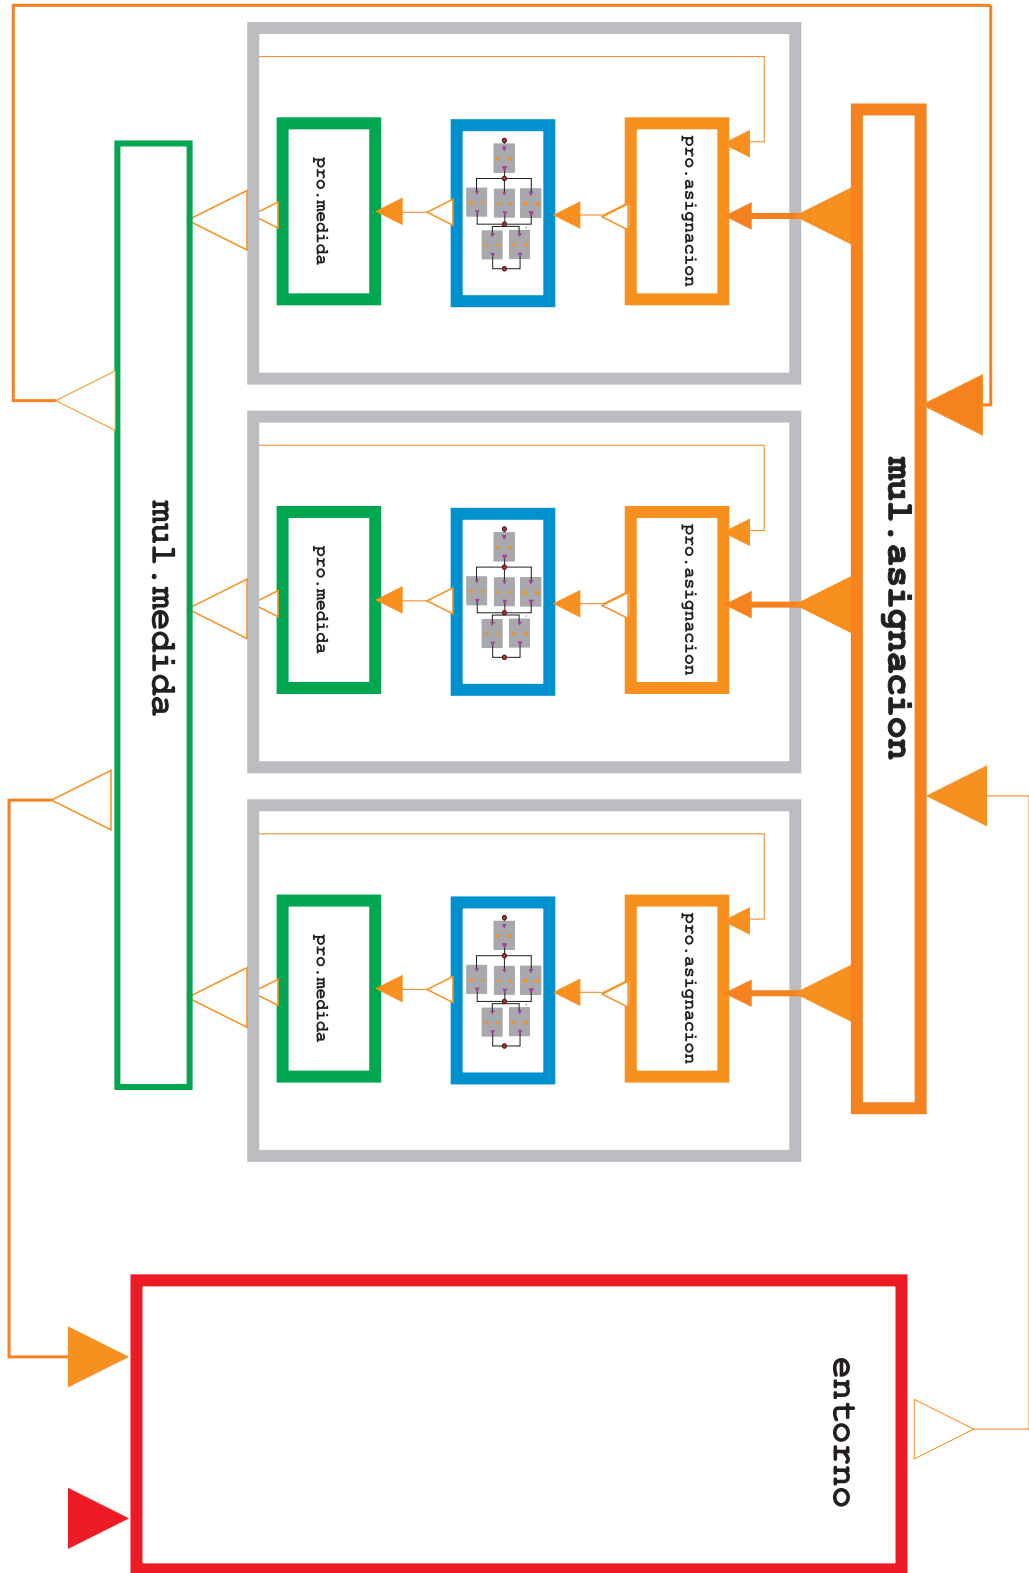 mul.asignacion
entorno
pro.asignacion
pro.asignacion
pro.asignacion
pro.medida
pro.medida
pro.medida
mul.medida